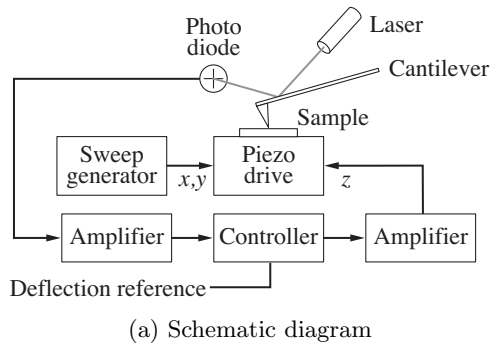 Photo
diode
Laser
Cantilever
Sample
Sweep
generator
x,y
Piezo
drive
z
Amplifier
Controller
Amplifier
Deflection reference
(a) Schematic diagram